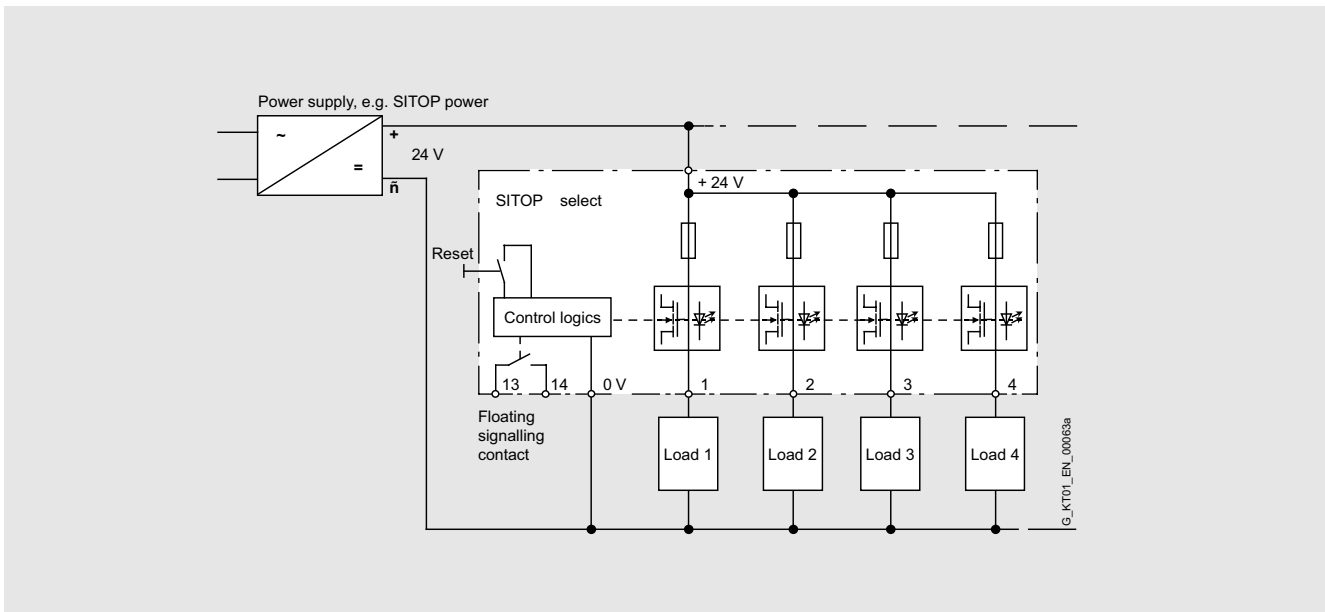 Power supply, e.g. SITOP power
~
+
24 V
=
ñ
+ 24 V
SITOP select
Reset
Control logics
13
14
0 V
1
2
3
4
Floating
signalling
contact
Load 1
Load 2
Load 3
Load 4
G_KT01_EN_00063a